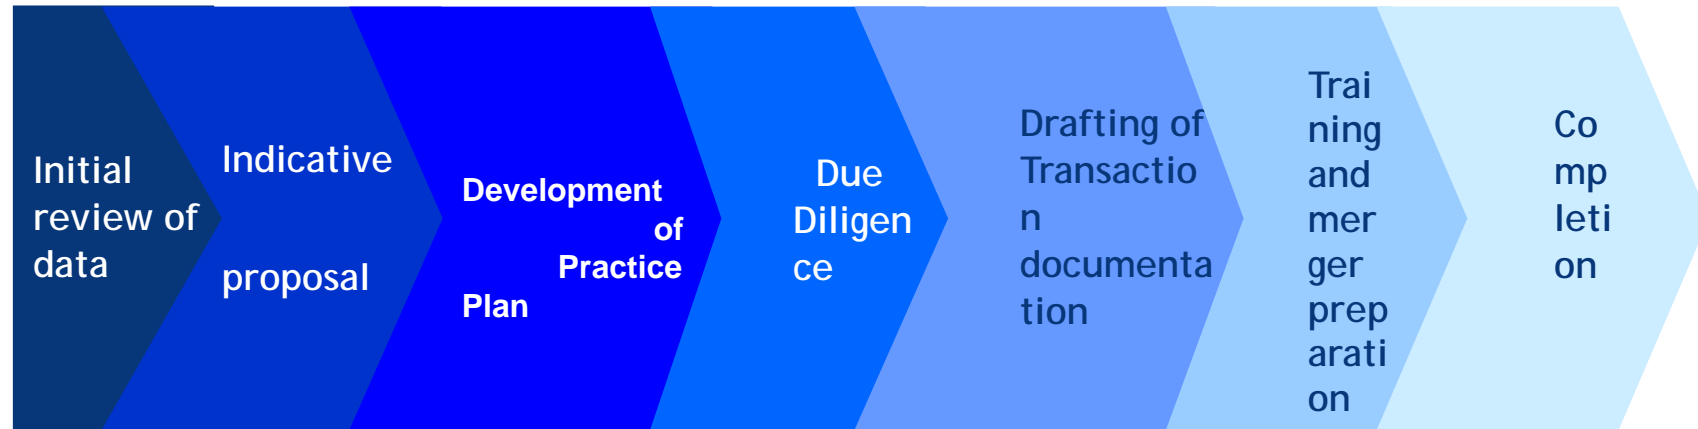 Initial
review of
data
Indicative
proposal
Development
of
Practice
Plan
Due
Diligen
ce
Drafting of
Transactio
n
documenta
tion
Trai
ning
and
mer
ger
prep
arati
on
Co
mp
leti
on